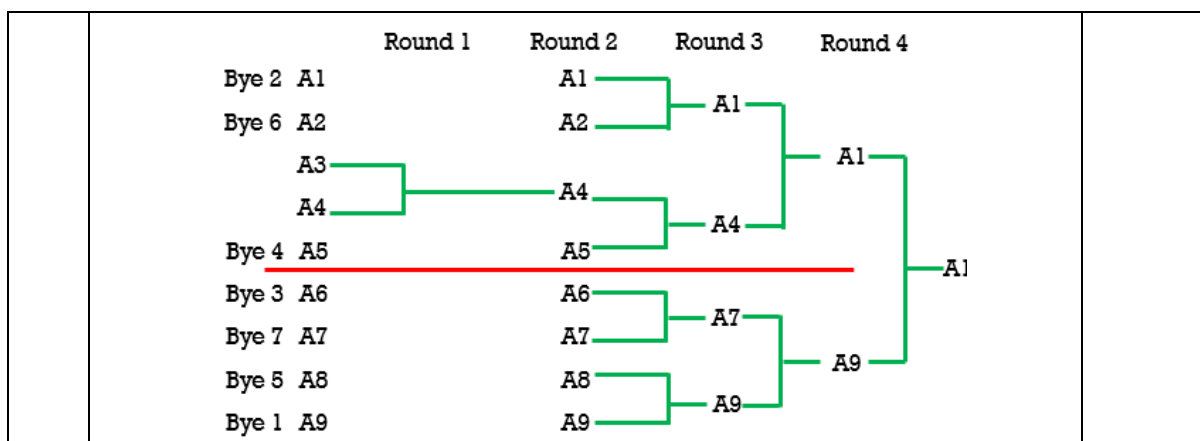 Round 1 Round 2 Round 3 Round 4
Bye 2 A1 A1
A1
Bye 6 A2 A2
A1
A3
A4
A4
A4
Bye 4 A5 A5
A1
Bye 3 A6 A6
A7
Bye 7 A7 A7
A9
Bye 5 A8 A8
A9
Bye 1 A9 A9